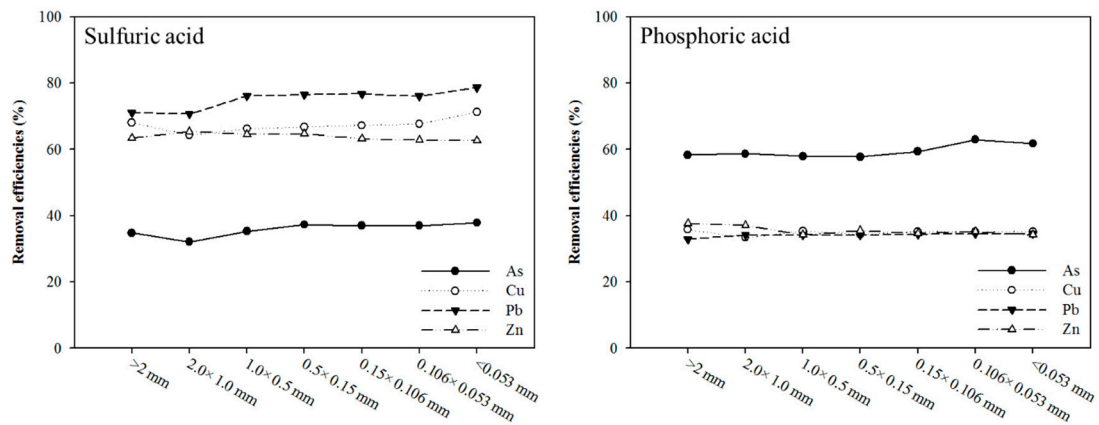 Sulfuric acid
Removal efficiencies (%)
100
80
60
40
20
0
As
Cu
Pb
Zn
>2 mm
2.0× 1.0 mm
1.0× 0.5 mm
0.5× 0.15 mm
0.15× 0.106 mm
0.106× 0.053 mm
<0.053 mm
Phosphoric acid
Removal efficiencies (%)
100
80
60
40
20
0
As
Cu
Pb
Zn
>2 mm
2.0× 1.0 mm
1.0× 0.5 mm
0.5× 0.15 mm
0.15× 0.106 mm
0.106× 0.053 mm
<0.053 mm